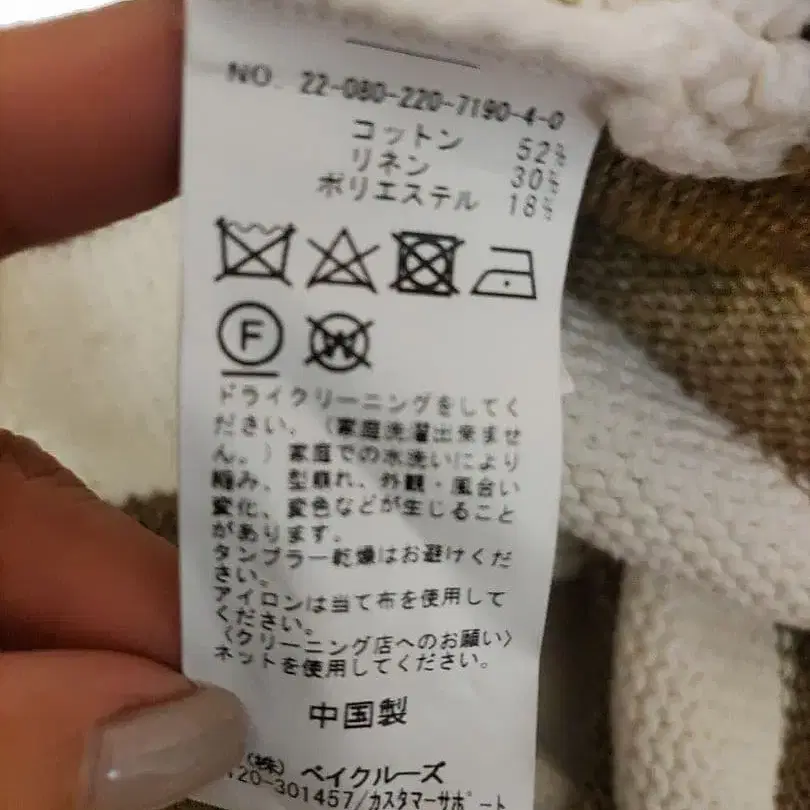 NO. 22-080-220-7190-4-0
コットン 52%
リネン 30%
ポリエステル 18%
F
W
ドライクリーニングをしてく
ださい。(家庭洗濯出来ませ
ん。)家庭での水洗いにより
縮み、型崩れ、外観・風合い
変化、変色などが生じること
があります。
タンブラー乾燥はお避けくだ
さい。
アイロンは当て布を使用して
ください。
〈クリーニング店へのお願い〉
ネットを使用してください。
中国製
(株) ベイクルーズ
120-301457/カスタマーサポート